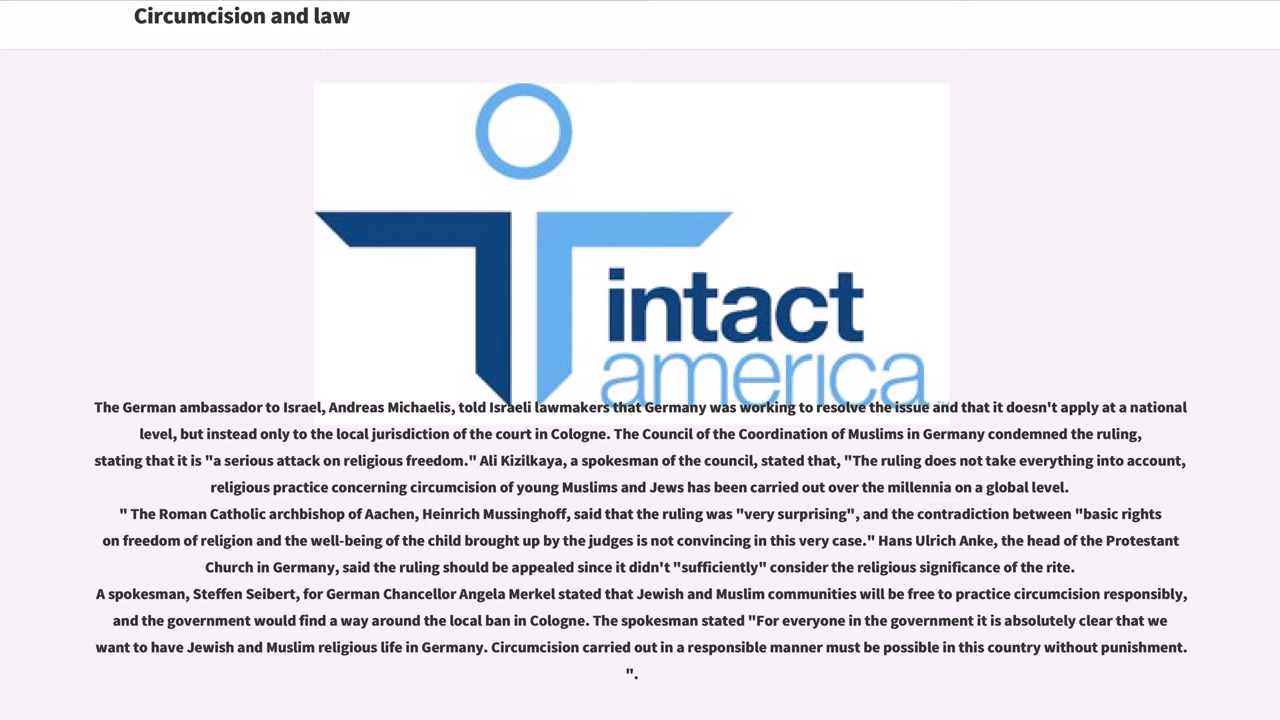 Circumcision and law
intact
america
The German ambassador to Israel, Andreas Michaelis, told Israeli lawmakers that Germany was working to resolve the issue and that it doesn't apply at a national
level, but instead only to the local jurisdiction of the court in Cologne. The Council of the Coordination of Muslims in Germany condemned the ruling,
stating that it is "a serious attack on religious freedom." Ali Kizilkaya, a spokesman of the council, stated that, "The ruling does not take everything into account,
religious practice concerning circumcision of young Muslims and Jews has been carried out over the millennia on a global level.
" The Roman Catholic archbishop of Aachen, Heinrich Mussinghoff, said that the ruling was "very surprising", and the contradiction between "basic rights
on freedom of religion and the well-being of the child brought up by the judges is not convincing in this very case." Hans Ulrich Anke, the head of the Protestant
Church in Germany, said the ruling should be appealed since it didn't "sufficiently" consider the religious significance of the rite.
A spokesman, Steffen Seibert, for German Chancellor Angela Merkel stated that Jewish and Muslim communities will be free to practice circumcision responsibly,
and the government would find a way around the local ban in Cologne. The spokesman stated "For everyone in the government it is absolutely clear that we
want to have Jewish and Muslim religious life in Germany. Circumcision carried out in a responsible manner must be possible in this country without punishment.
".